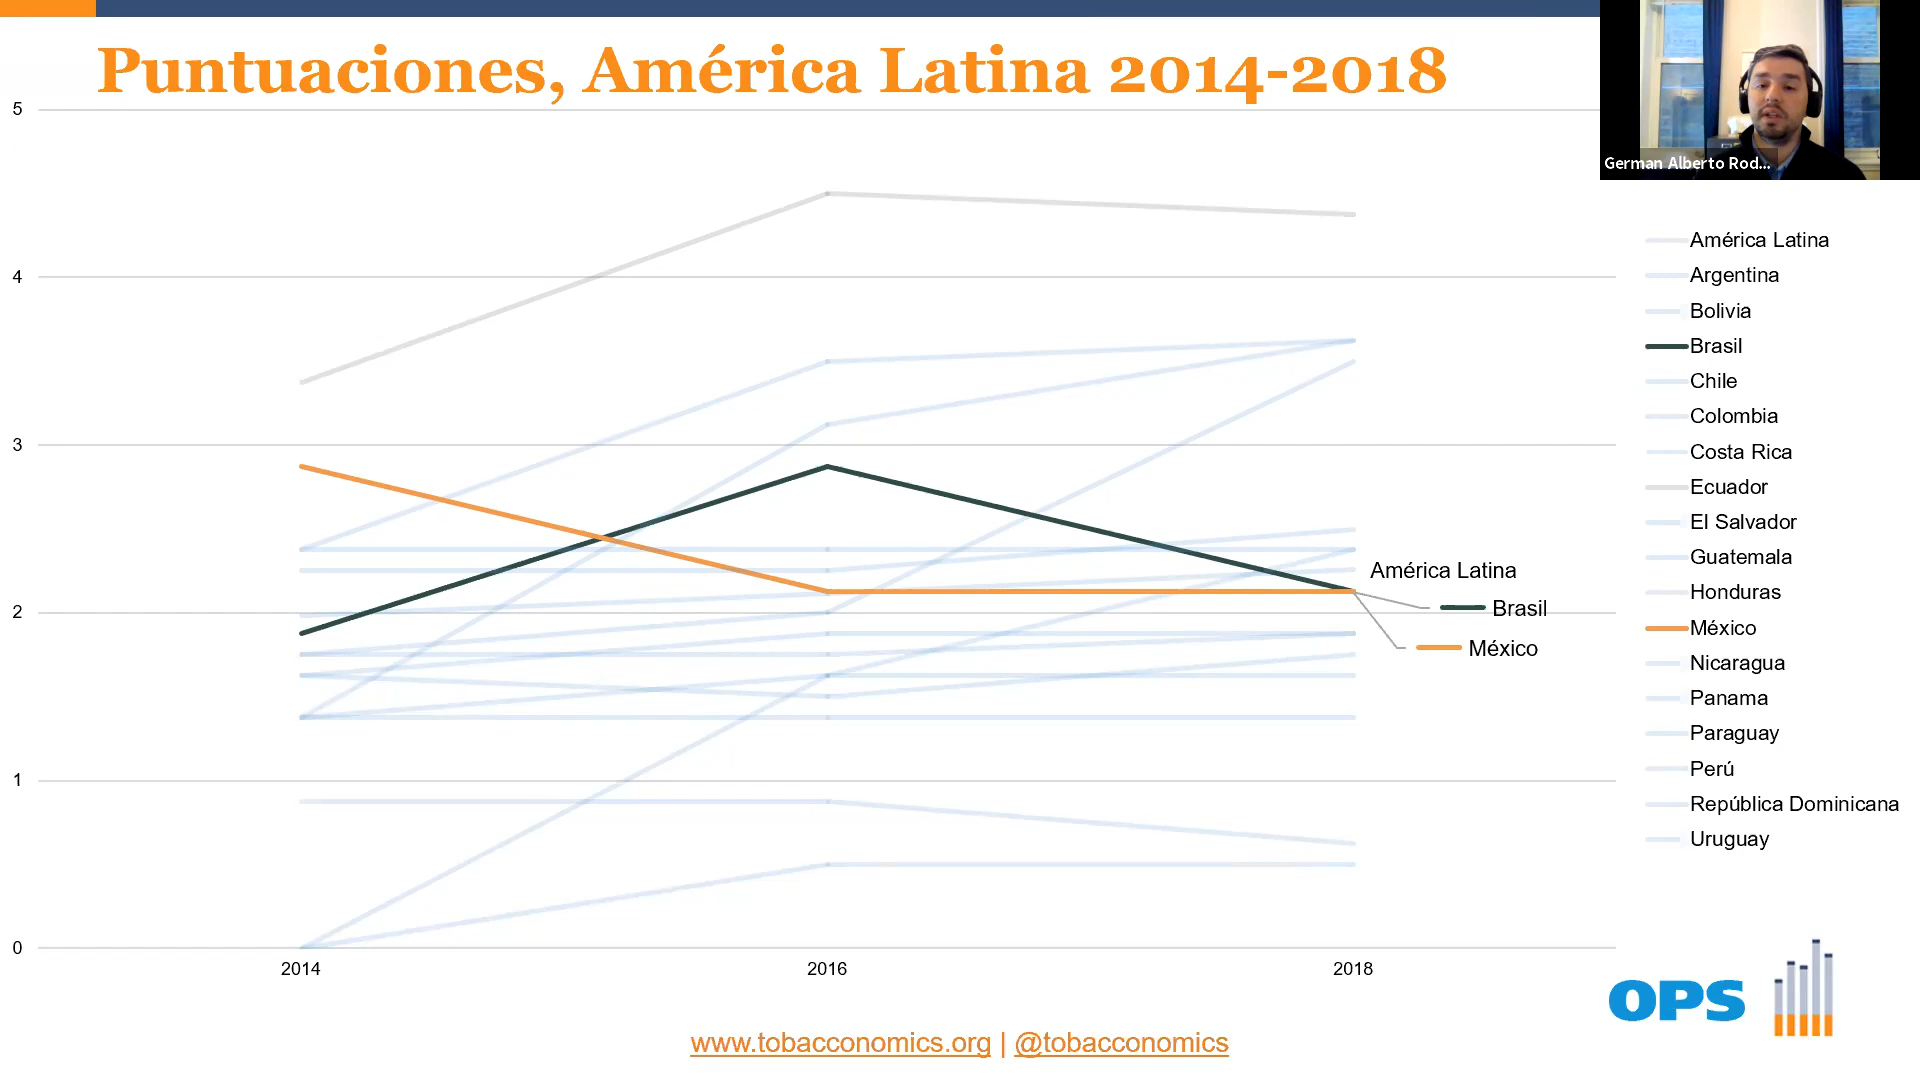 Puntuaciones, América Latina 2014-2018
German Alberto Rod...
5
4
3
2
1
0
2014
2016
2018
América Latina
Brasil
México
América Latina
Argentina
Bolivia
Brasil
Chile
Colombia
Costa Rica
Ecuador
El Salvador
Guatemala
Honduras
México
Nicaragua
Panama
Paraguay
Perú
República Dominicana
Uruguay
OPS
www.tobacconomics.org | @tobacconomics